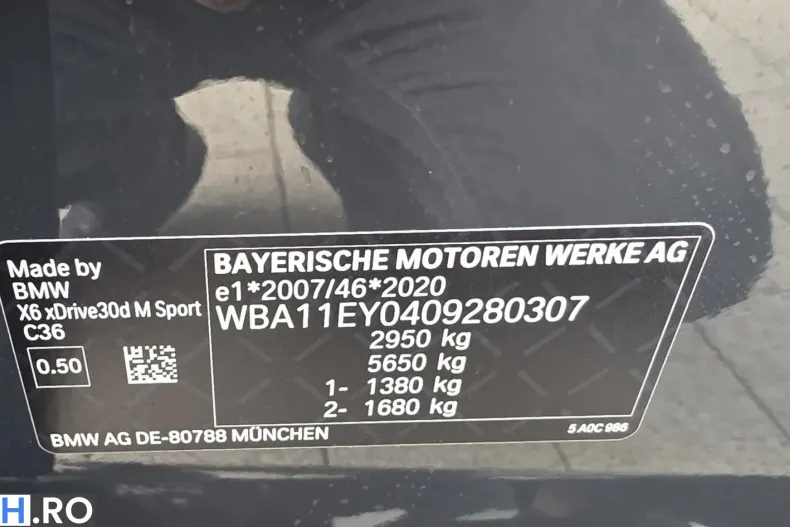 Made by
BMW
X6 xDrive30d M Sport
C36
0.50
BAYERISCHE MOTOREN WERKE AG
e1*2007/46*2020
WBA11EY0409280307
2950 kg
5650 kg
1- 1380 kg
2- 1680 kg
BMW AG DE-80788 MÜNCHEN
5 A0C 986
H.RO